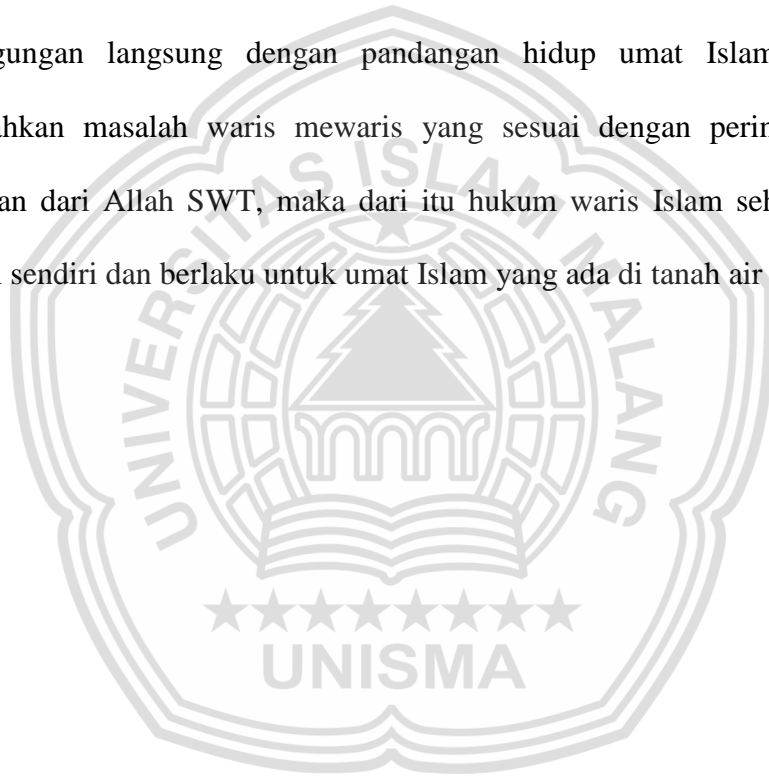 gungan langsung dengan pandangan hidup umat Islam
ahkan masalah waris mewaris yang sesuai dengan perin
an dari Allah SWT, maka dari itu hukum waris Islam seh
sendiri dan berlaku untuk umat Islam yang ada di tanah air
UNIVERSITAS ISLAM MALANG
UNISMA